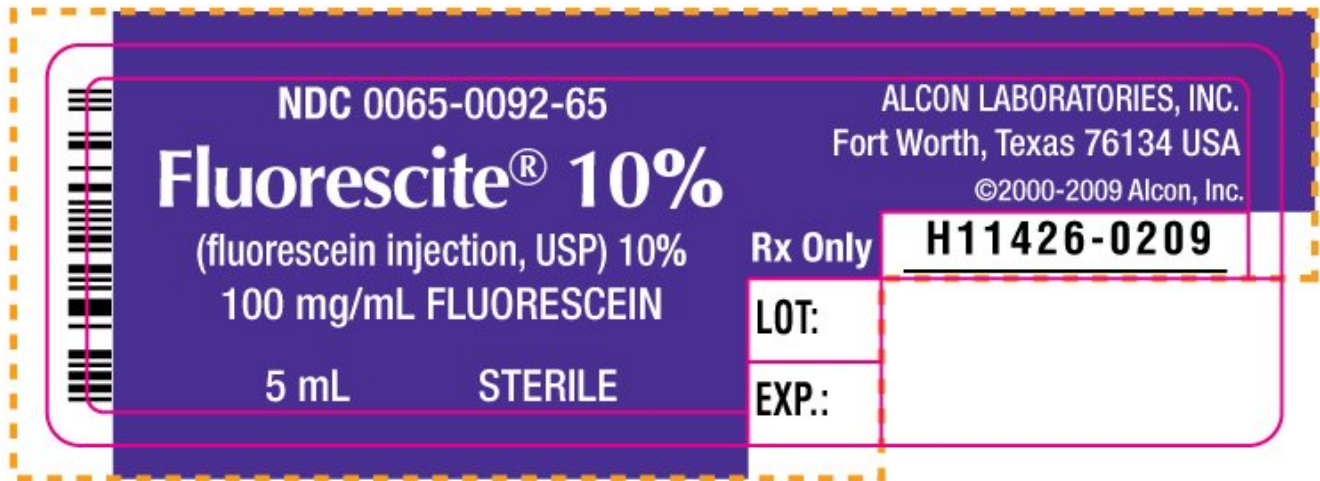 NDC 0065-0092-65
Fluorescite® 10%
(fluorescein injection, USP) 10%
100 mg/mL FLUORESCEIN
5 mL STERILE
ALCON LABORATORIES, INC.
Fort Worth, Texas 76134 USA
©2000-2009 Alcon, Inc.
Rx Only
H11426-0209
LOT:
EXP.: